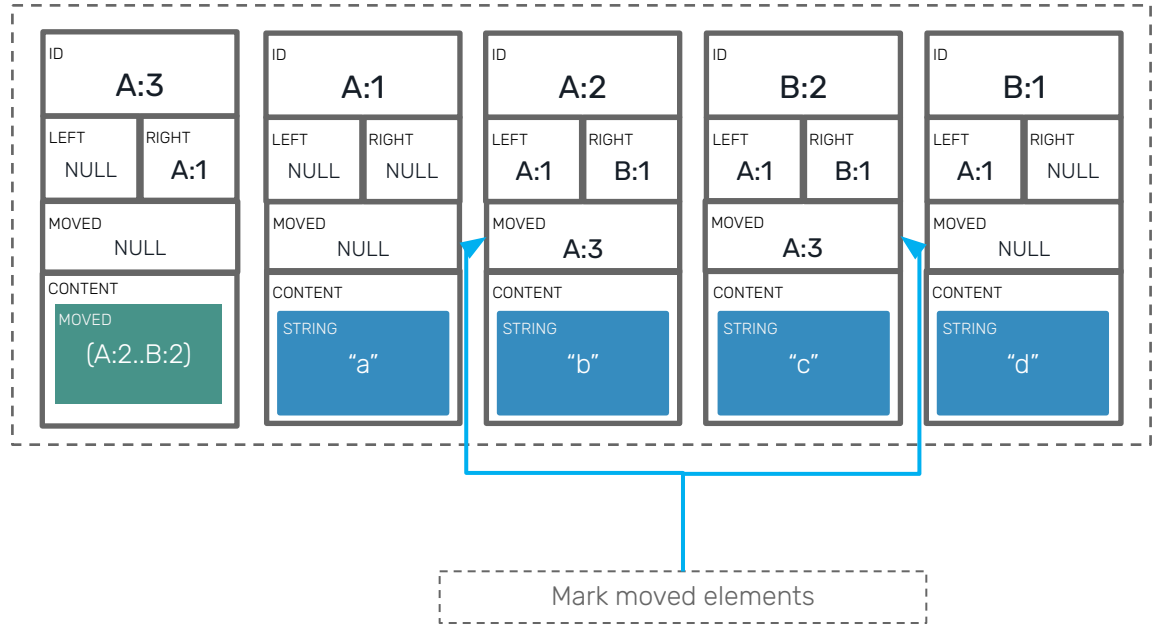 ID
A:3
LEFT
NULL
RIGHT
A:1
MOVED
NULL
CONTENT
MOVED
(A:2..B:2)
ID
A:1
LEFT
NULL
RIGHT
NULL
MOVED
NULL
CONTENT
STRING
“a”
ID
A:2
LEFT
A:1
RIGHT
B:1
MOVED
A:3
CONTENT
STRING
“b”
ID
B:2
LEFT
A:1
RIGHT
B:1
MOVED
A:3
CONTENT
STRING
“c”
ID
B:1
LEFT
A:1
RIGHT
NULL
MOVED
NULL
CONTENT
STRING
“d”
Mark moved elements